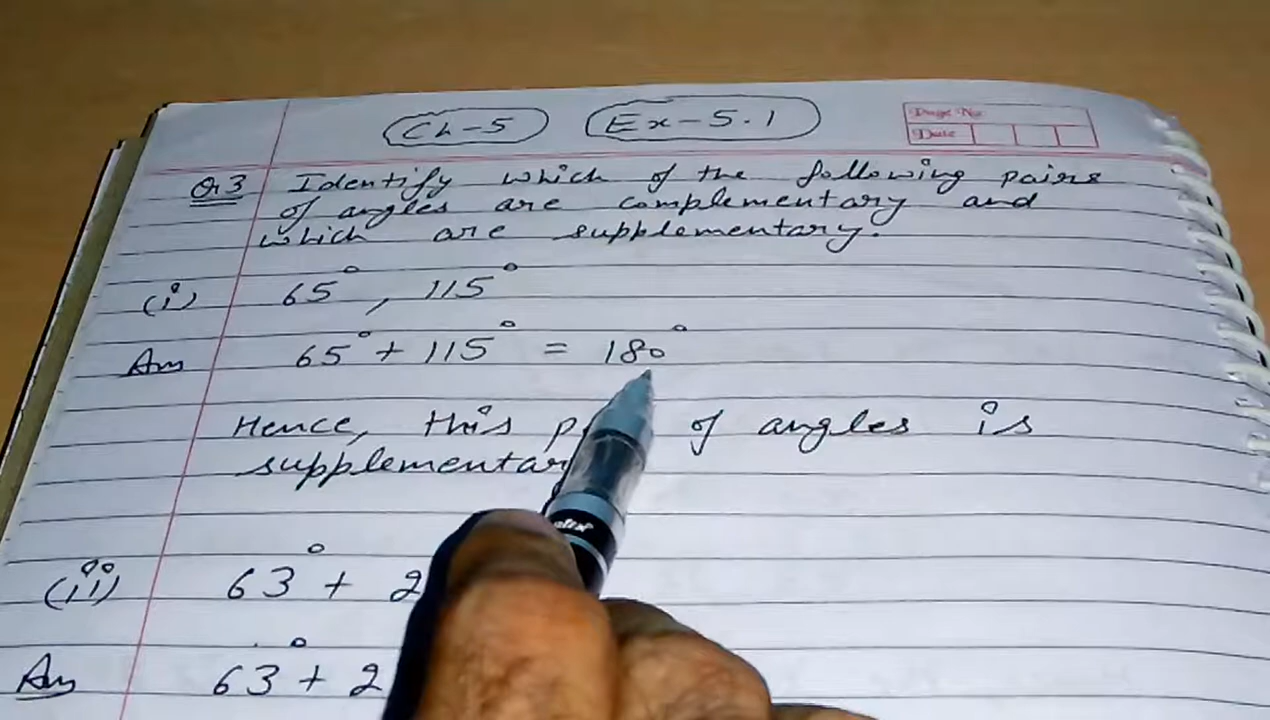 Ch-5 Ex-5.1
Page No
Date
Qr3 Identify which of the following pairs
of angles are complementary and
which are supplementary.
(i) 65°, 115°
Ans 65° + 115° = 180°
Hence, this of angles is
(ii) 63° + 2
Ans 63° + 2